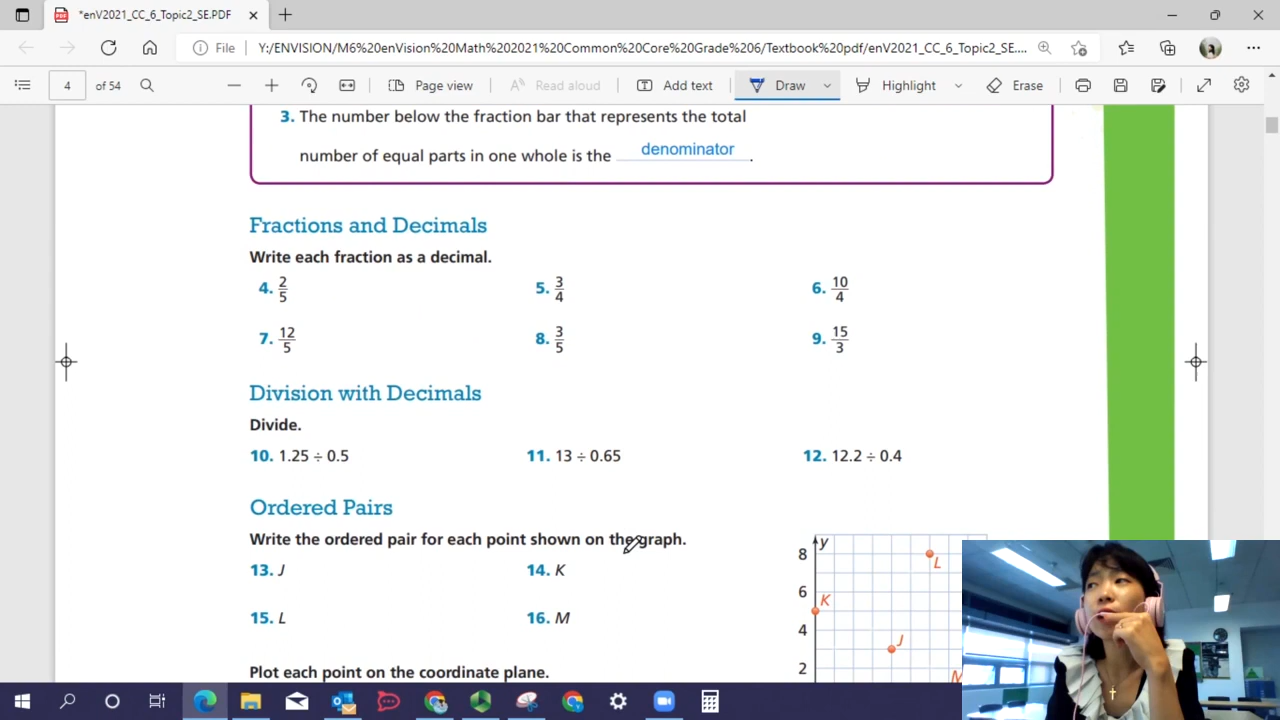 *enV2021_CC_6_Topic2_SE.PDF
File
Y:/ENVISION/M6%20enVision%20Math%202021%20Common%20Core%20Grade%206/Textbook%20pdf/enV2021_CC_6_Topic2_SE....
4 of 54
Page view
Read aloud
Add text
Draw
Highlight
Erase
3. The number below the fraction bar that represents the total
number of equal parts in one whole is the denominator.
Fractions and Decimals
Write each fraction as a decimal.
4. 2/5
5. 3/4
6. 10/4
7. 12/5
8. 3/5
9. 15/3
Division with Decimals
Divide.
10. 1.25 ÷ 0.5
11. 13 ÷ 0.65
12. 12.2 ÷ 0.4
Ordered Pairs
Write the ordered pair for each point shown on the graph.
13. J
14. K
15. L
16. M
Plot each point on the coordinate plane.
y
8
L
6
K
4
J
2
M